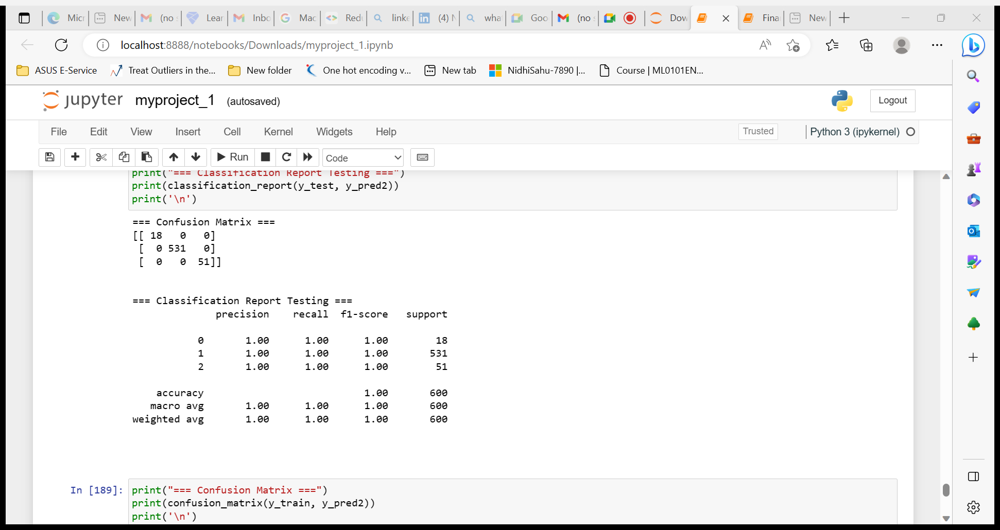 Micr New (no s Lear Inbo Mac Redu linke (4) N wha Goo (no s Dow Fina New
localhost:8888/notebooks/Downloads/myproject_1.ipynb
ASUS E-Service Treat Outliers in the... New folder One hot encoding v... New tab NidhiSahu-7890 |... Course | ML0101EN...
jupyter myproject_1 (autosaved) Logout
File Edit View Insert Cell Kernel Widgets Help Trusted Python 3 (ipykernel)
Run Code
print("=== Classification Report Testing ===")
print(classification_report(y_test, y_pred2))
print('\n')
=== Confusion Matrix ===
[[ 18   0   0]
 [  0 531   0]
 [  0   0  51]]
=== Classification Report Testing ===
              precision    recall  f1-score   support
           0       1.00      1.00      1.00        18
           1       1.00      1.00      1.00       531
           2       1.00      1.00      1.00        51
    accuracy                           1.00       600
   macro avg       1.00      1.00      1.00       600
weighted avg       1.00      1.00      1.00       600
In [189]: print("=== Confusion Matrix ===")
print(confusion_matrix(y_train, y_pred2))
print('\n')